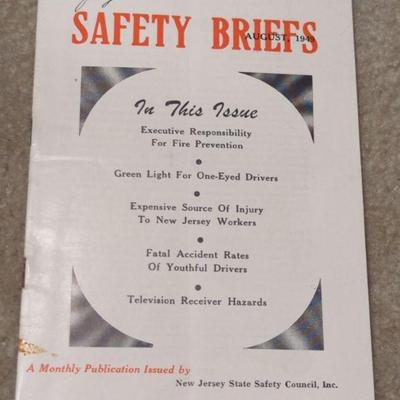 SAFETY BRIEFS
AUGUST, 1949
In This Issue
Executive Responsibility
For Fire Prevention
Green Light For One-Eyed Drivers
Expensive Source Of Injury
To New Jersey Workers
Fatal Accident Rates
Of Youthful Drivers
Television Receiver Hazards
A Monthly Publication Issued by
New Jersey State Safety Council, Inc.